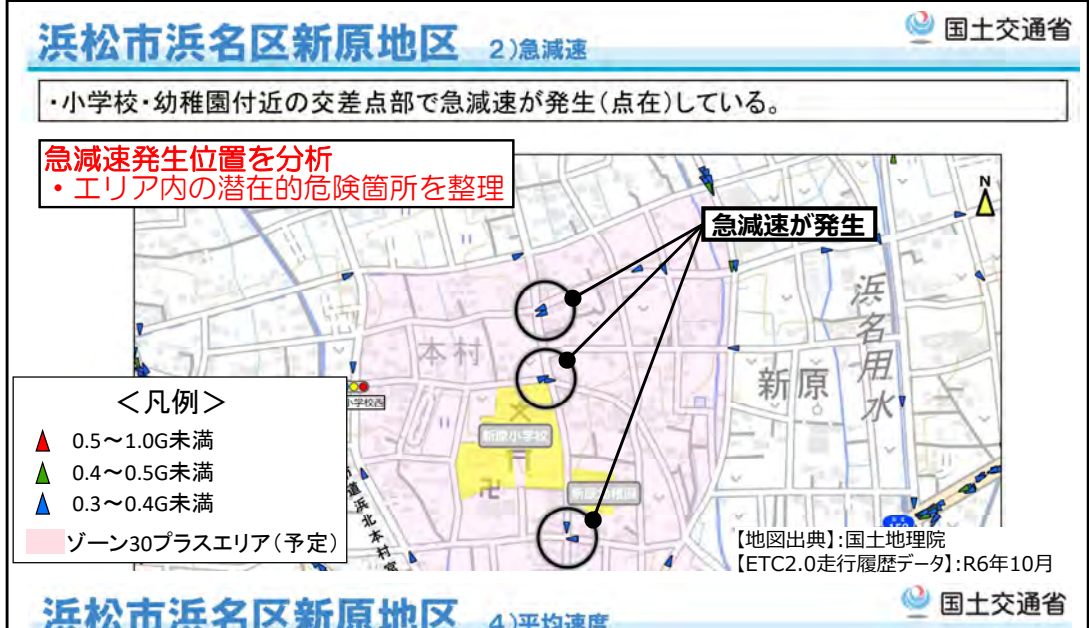 浜松市浜名区新原地区 2)急減速
国土交通省
・小学校・幼稚園付近の交差点部で急減速が発生(点在)している。
急減速発生位置を分析
・エリア内の潜在的危険箇所を整理
N
急減速が発生
浜名用水
本村
新原
小学校西
新原小学校
<凡例>
0.5～1.0G未満
0.4～0.5G未満
0.3～0.4G未満
ゾーン30プラスエリア(予定)
道浜北本村
【地図出典】:国土地理院
【ETC2.0走行履歴データ】:R6年10月
浜松市浜名区新原地区 4)平均速度
国土交通省